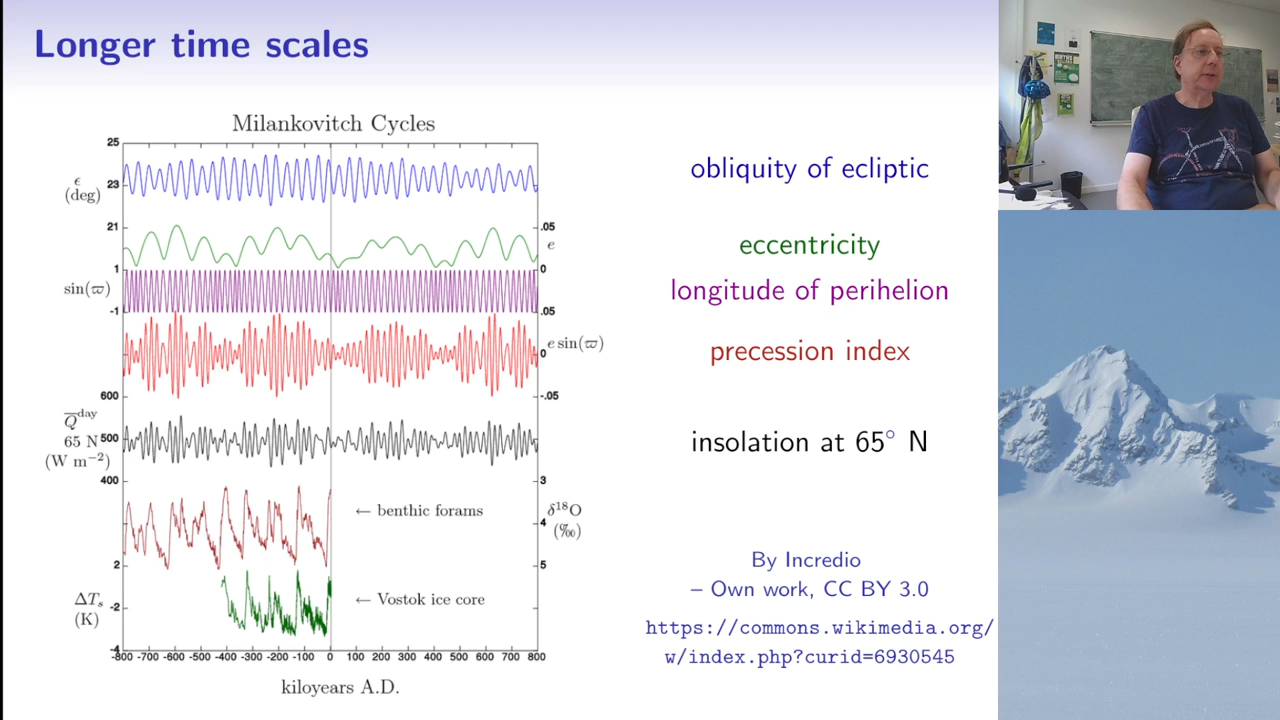 Longer time scales
Milankovitch Cycles
25
ϵ
(deg)
23
21
.05
e
0
1
sin(ϖ)
-1
.05
e sin(ϖ)
0
-.05
600
Q̅ day
65 N
500
(W m−2)
400
3
← benthic forams
δ18O
4
(‰)
5
2
ΔTs
← Vostok ice core
-2
(K)
-4
-800 -700 -600 -500 -400 -300 -200 -100 0 100 200 300 400 500 600 700 800
kiloyears A.D.
obliquity of ecliptic
eccentricity
longitude of perihelion
precession index
insolation at 65° N
By Incredio
– Own work, CC BY 3.0
https://commons.wikimedia.org/
w/index.php?curid=6930545